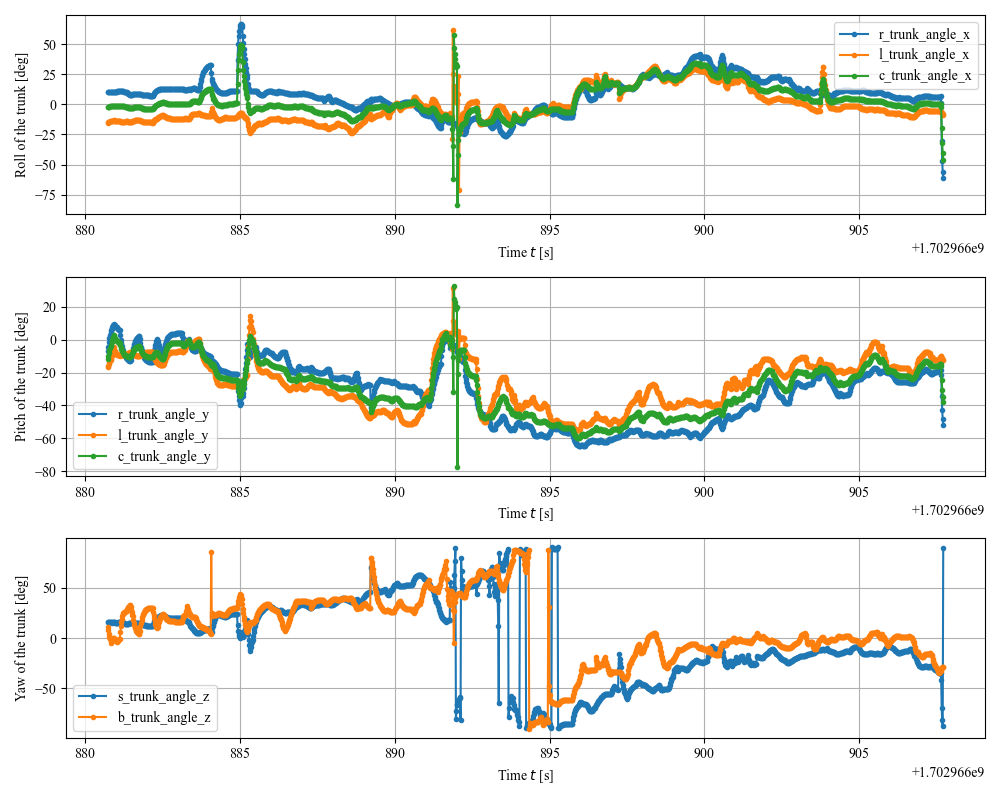 Roll of the trunk [deg]
50
25
0
−25
−50
−75
r_trunk_angle_x
l_trunk_angle_x
c_trunk_angle_x
880 885 890 895 900 905
Time t [s]
+1.702966e9
Pitch of the trunk [deg]
20
0
−20
−40
−60
−80
r_trunk_angle_y
l_trunk_angle_y
c_trunk_angle_y
880 885 890 895 900 905
Time t [s]
+1.702966e9
Yaw of the trunk [deg]
50
0
−50
s_trunk_angle_z
b_trunk_angle_z
880 885 890 895 900 905
Time t [s]
+1.702966e9